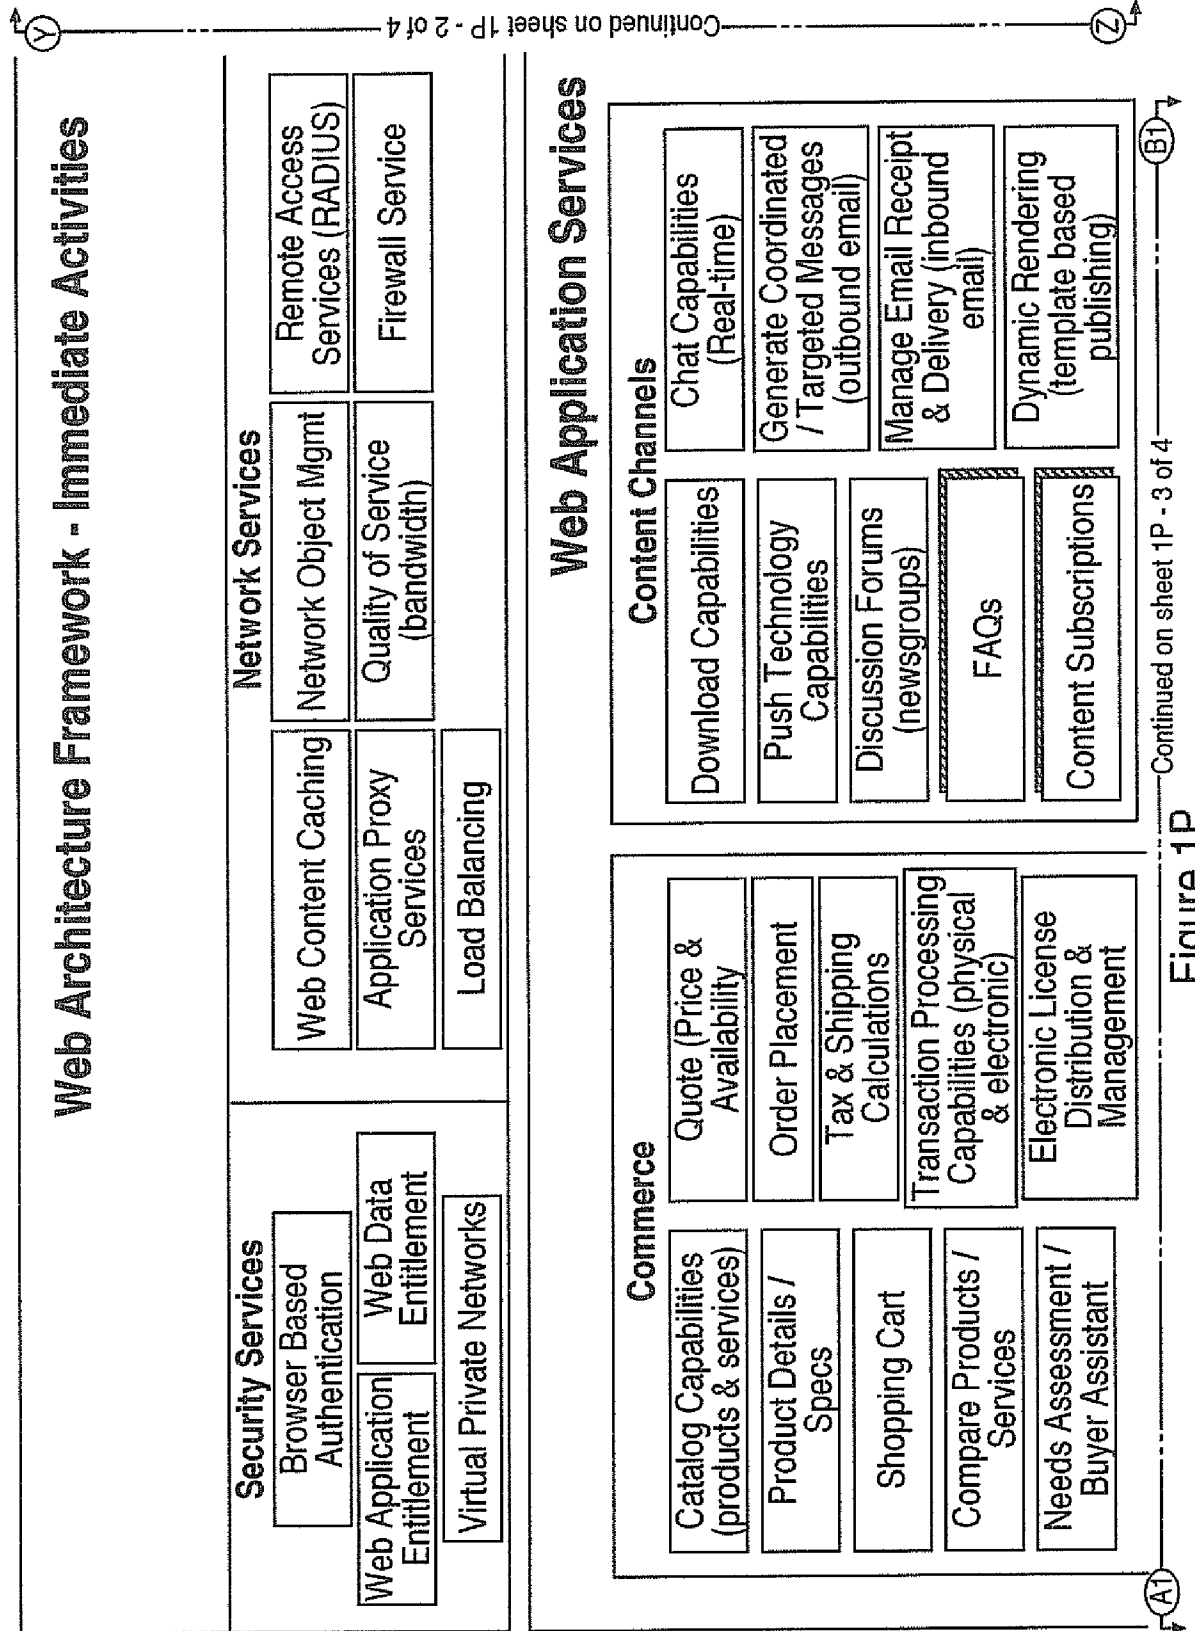 Web Architecture Framework - Immediate Activities
Security Services
Browser Based
Authentication
Web Application
Entitlement
Web Data
Entitlement
Virtual Private Networks
Network Services
Web Content Caching
Application Proxy
Services
Load Balancing
Network Object Mgmt
Quality of Service
(bandwidth)
Remote Access
Services (RADIUS)
Firewall Service
Web Application Services
Commerce
Catalog Capabilities
(products & services)
Product Details /
Specs
Shopping Cart
Compare Products /
Services
Needs Assessment /
Buyer Assistant
Quote (Price &
Availability
Order Placement
Tax & Shipping
Calculations
Transaction Processing
Capabilities (physical
& electronic)
Electronic License
Distribution &
Management
Content Channels
Download Capabilities
Push Technology
Capabilities
Discussion Forums
(newsgroups)
FAQs
Content Subscriptions
Chat Capabilities
(Real-time)
Generate Coordinated
/ Targeted Messages
(outbound email)
Manage Email Receipt
& Delivery (inbound
email)
Dynamic Rendering
(template based
publishing)
Y
Continued on sheet 1P - 2 of 4
Z
A1
Continued on sheet 1P - 3 of 4
B1
Figure 1P